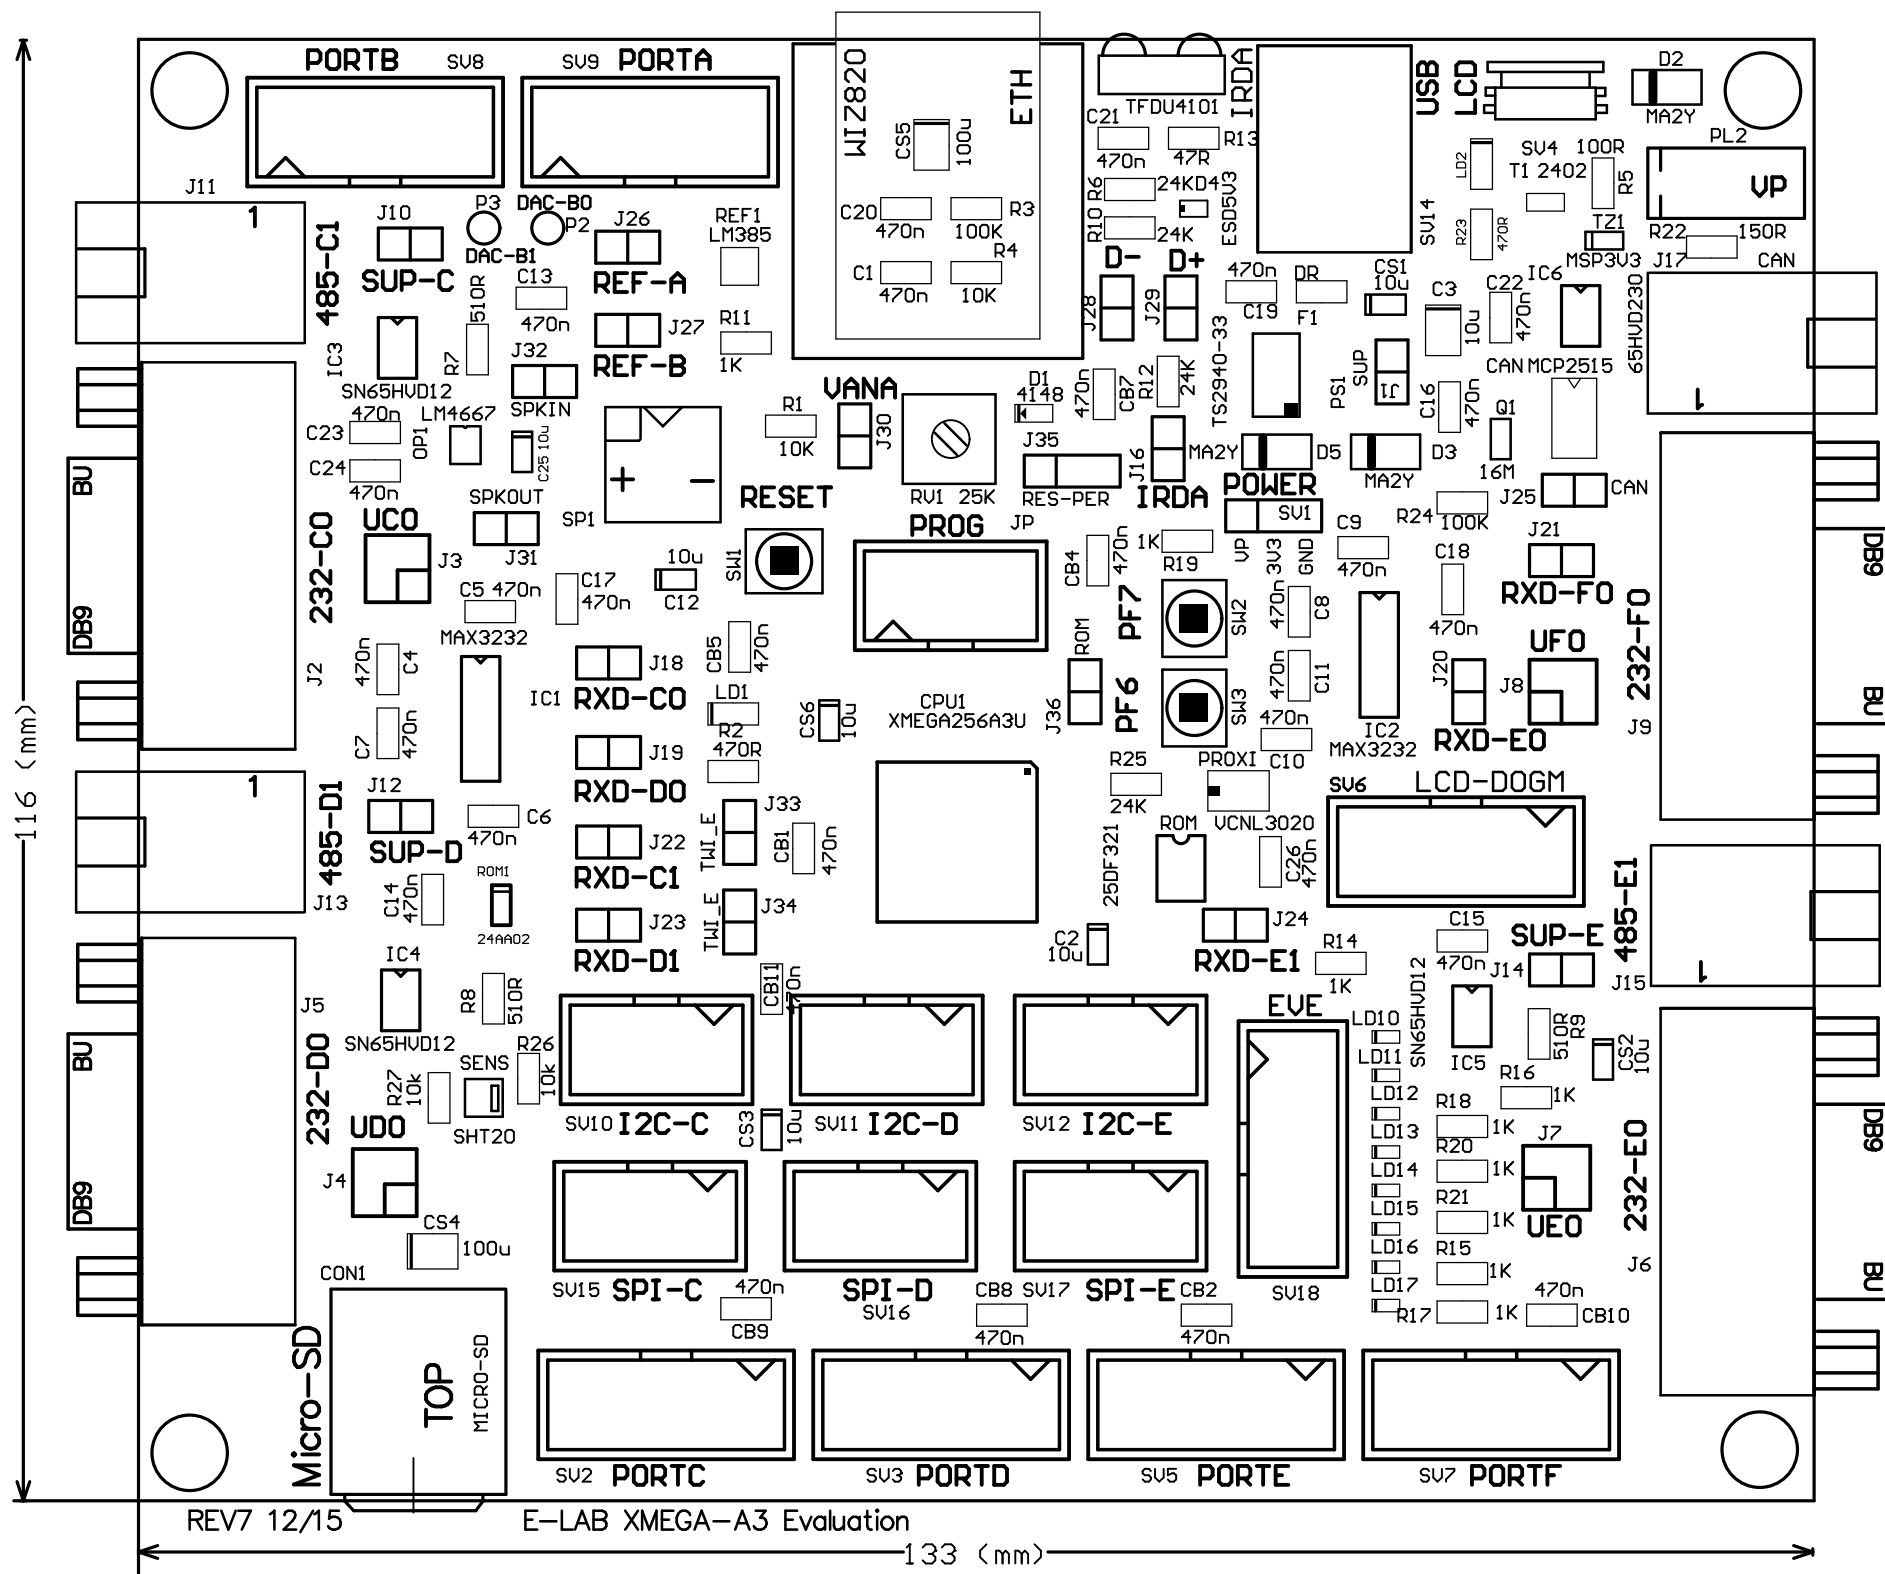 PORTB SV8 SV9 PORTA
WIZ820
ETH
CS5
100u
C20
470n
R3
100K
C1
470n
R4
10K
TFDU4101
IRDA
C21
470n
R13
47R
R6
24K
D4
ESD5V3
R10
24K
D-
D+
J28
J29
USB
LCD
SV14
D2
MA2Y
PL2
VP
LD2
SV4
T1 2402
100R
R5
R23
470R
TZ1
MSP3V3
R22
150R
J17
CAN
J11
1
485-C1
J10
SUP-C
P3
DAC-B0
P2
DAC-B1
J26
REF-A
REF1
LM385
510R
C13
470n
R7
IC3
SN65HVD12
J27
REF-B
R11
1K
J32
SPKIN
470n
C19
DR
F1
CS1
10u
C3
10u
C22
470n
IC6
65HVD230
1
TS2940-33
PS1
SUP
J1
CAN MCP2515
C16
470n
Q1
16M
VANA
J30
R1
10K
D1
4148
470n
CB7
R12
24K
J35
RES-PER
J16
IRDA
MA2Y
D5
POWER
SV1
VP
3V3
GND
MA2Y
D3
J25
CAN
R24
100K
J21
RXD-F0
470n
C23
C24
470n
LM4667
OP1
C25 10u
SPKOUT
J31
SP1
+
-
RESET
SW1
RV1 25K
PROG
JP
BU
DB9
232-C0
J2
UC0
J3
C5 470n
MAX3232
C17
470n
10u
C12
470n
C4
C7
470n
IC1
CB5
470n
J18
RXD-C0
LD1
R2
470R
CS6
10u
CPU1
XMEGA256A3U
CB4
470n
1K
R19
PF7
SW2
ROM
J36
PF6
SW3
C9
470n
470n
C8
470n
C11
470n
C10
IC2
MAX3232
C18
470n
J20
RXD-E0
UF0
J8
232-F0
J9
DB9
BU
J19
RXD-D0
J33
TWI_E
CB1
470n
J22
RXD-C1
J34
TWI_E
J23
RXD-D1
CB11
470n
1
485-D1
J12
SUP-D
J13
C6
470n
C14
470n
ROM1
24AA02
IC4
SN65HVD12
R8
510R
R25
24K
PROXI
VCNL3020
ROM
25DF321
C26
470n
J24
RXD-E1
C2
10u
R14
1K
SV6
LCD-DOGM
C15
470n
SUP-E
J14
485-E1
1
J15
SN65HVD12
IC5
510R
R9
CS2
10u
BU
DB9
J5
232-D0
UD0
J4
R27
10k
SENS
SHT20
R26
10k
CS4
100u
SV10 I2C-C
CS3
10u
SV11 I2C-D
SV12 I2C-E
EVE
SV18
LD10
LD11
LD12
LD13
LD14
LD15
LD16
LD17
R16
1K
R18
1K
R20
1K
R21
1K
R15
1K
R17
1K
J7
UE0
232-E0
J6
DB9
BU
SV15 SPI-C
470n
CB9
SPI-D
SV16
CB8
470n
SV17 SPI-E
CB2
470n
470n
CB10
CON1
Micro-SD
TOP
MICRO-SD
SV2 PORTC
SV3 PORTD
SV5 PORTE
SV7 PORTF
REV7 12/15
E-LAB XMEGA-A3 Evaluation
116 (mm)
133 (mm)